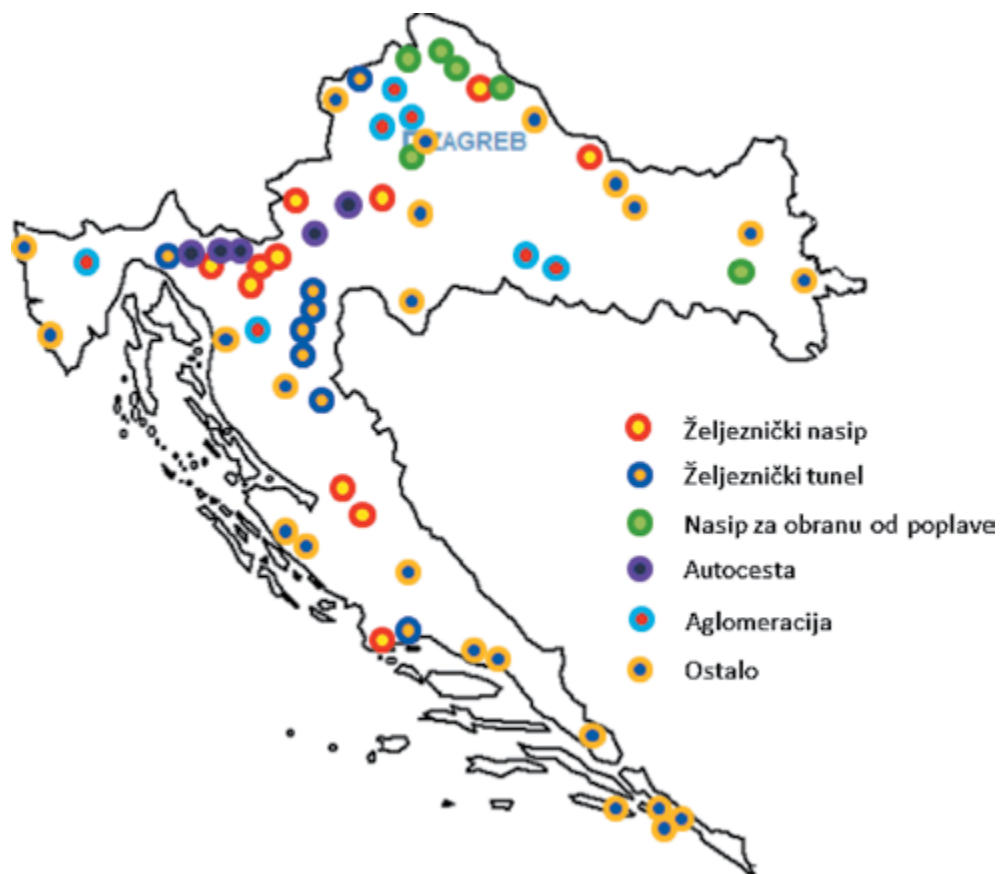 ZAGREB
Željeznički nasip
Željeznički tunel
Nasip za obranu od poplave
Autocesta
Aglomeracija
Ostalo